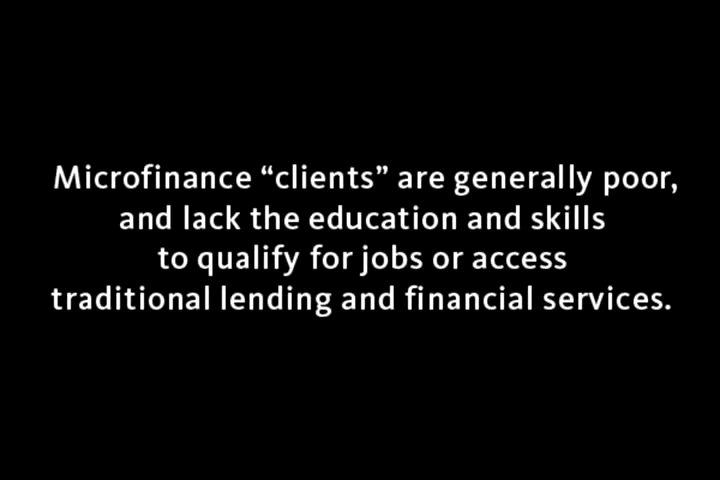 Microfinance “clients” are generally poor,
and lack the education and skills
to qualify for jobs or access
traditional lending and financial services.